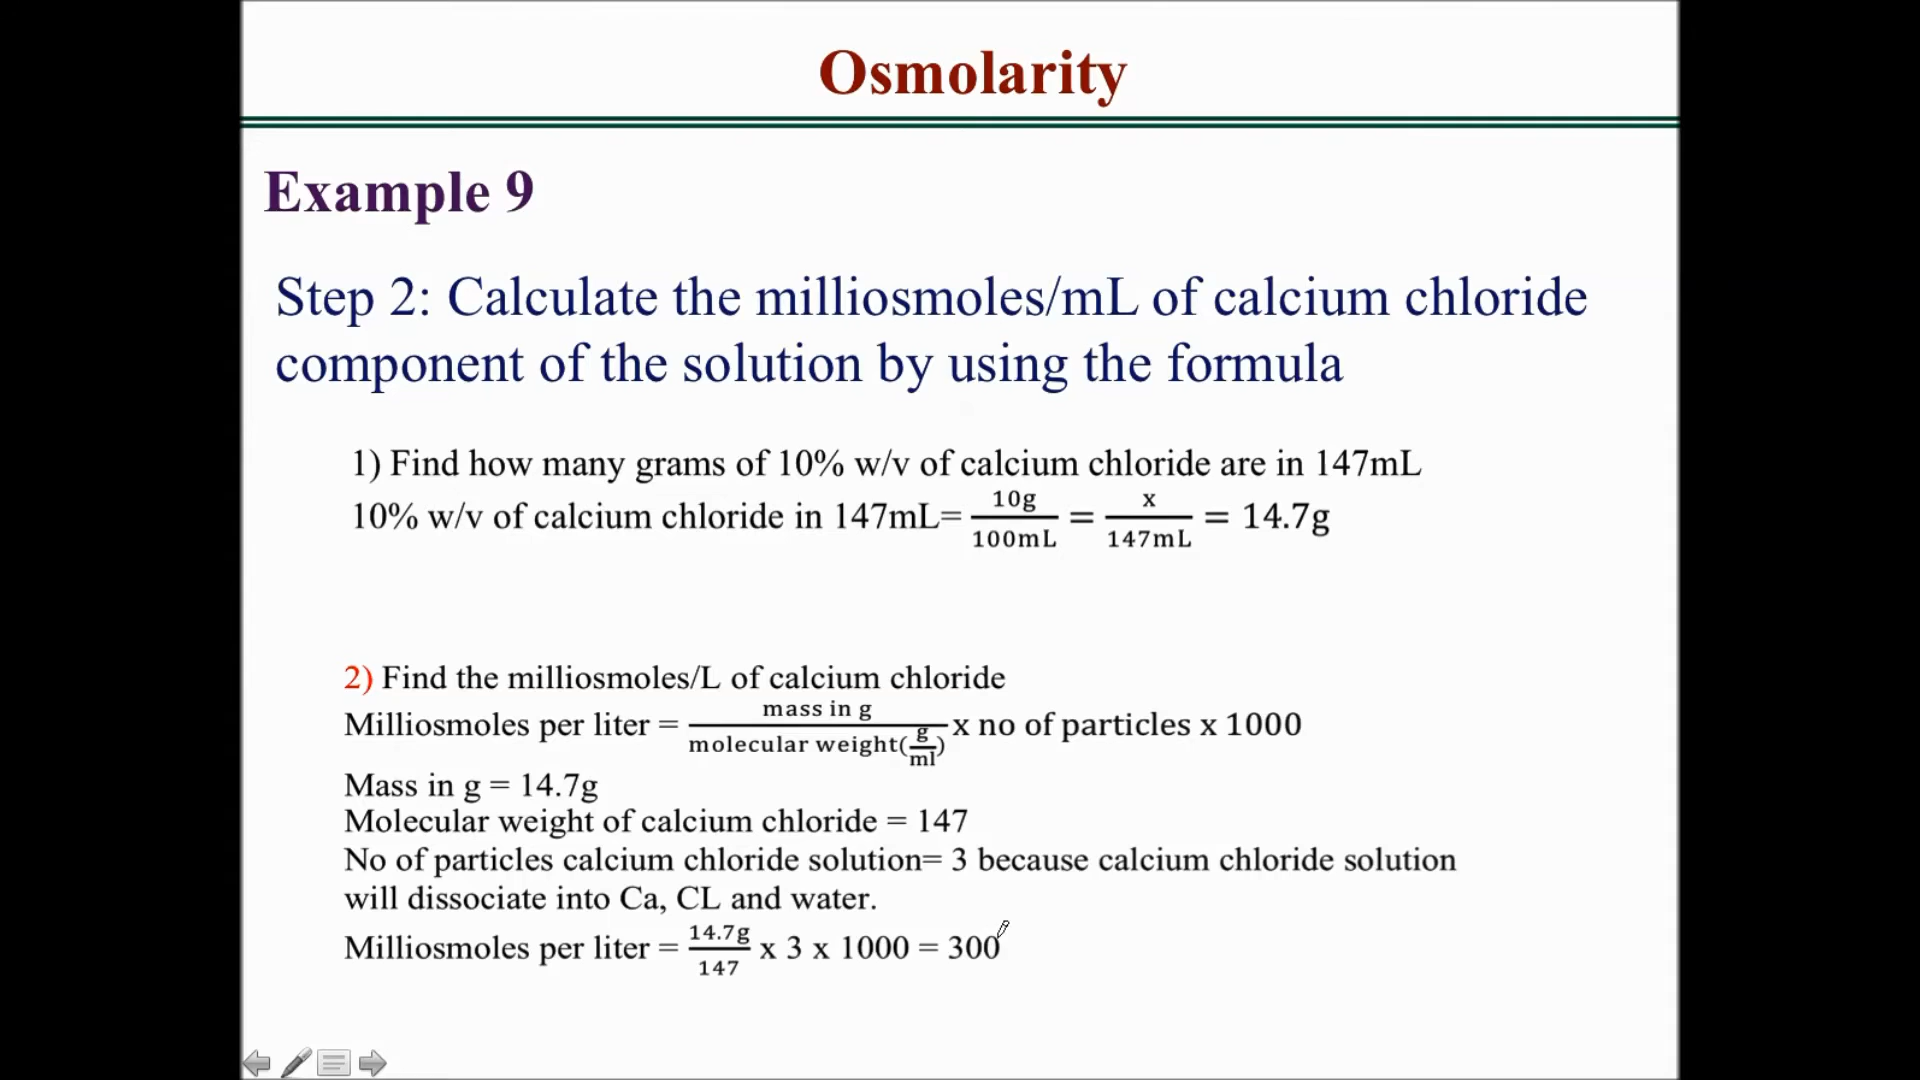 Osmolarity
Example 9
Step 2: Calculate the milliosmoles/mL of calcium chloride
component of the solution by using the formula
1) Find how many grams of 10% w/v of calcium chloride are in 147mL
10% w/v of calcium chloride in 147mL= 10g/100mL = x/147mL = 14.7g
2) Find the milliosmoles/L of calcium chloride
Milliosmoles per liter = mass in g/molecular weight(g/ml) x no of particles x 1000
Mass in g = 14.7g
Molecular weight of calcium chloride = 147
No of particles calcium chloride solution= 3 because calcium chloride solution
will dissociate into Ca, CL and water.
Milliosmoles per liter = 14.7g/147 x 3 x 1000 = 300